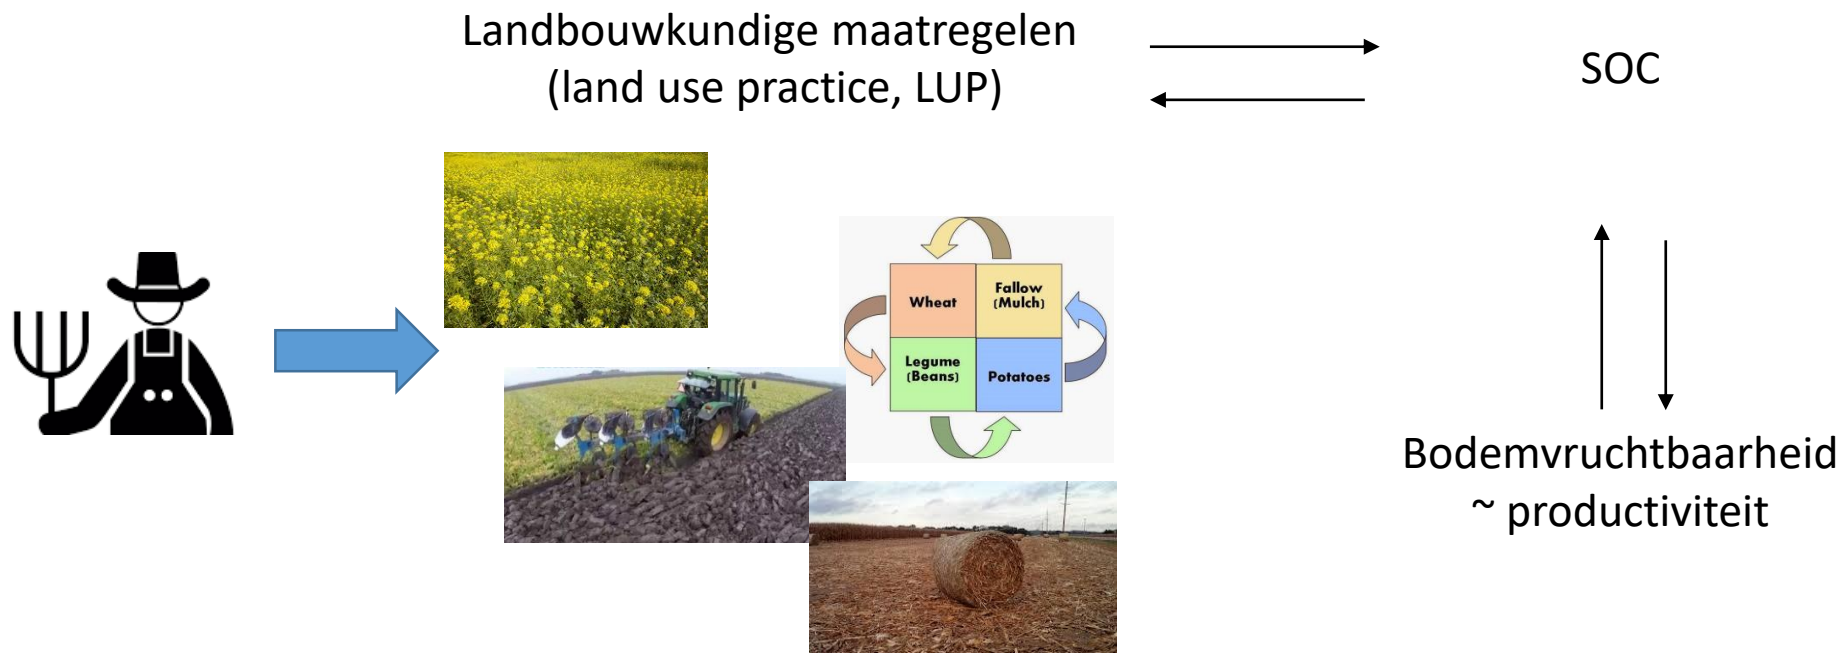 Landbouwkundige maatregelen
(land use practice, LUP)
SOC
Wheat
Fallow
(Mulch)
Legume
(Beans)
Potatoes
Bodemvruchtbaarheid
~ productiviteit